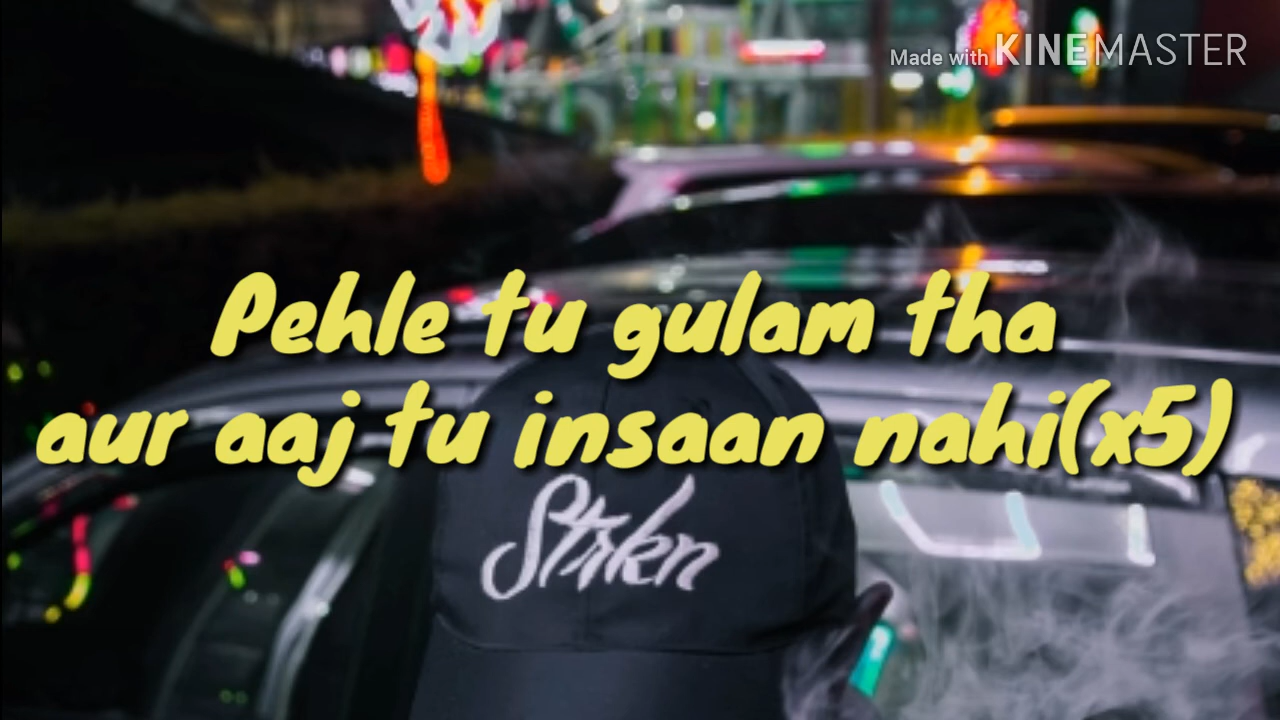 Made with KINEMASTER
Pehle tu gulam tha
aur aaj tu insaan nahi(x5)
Strkn